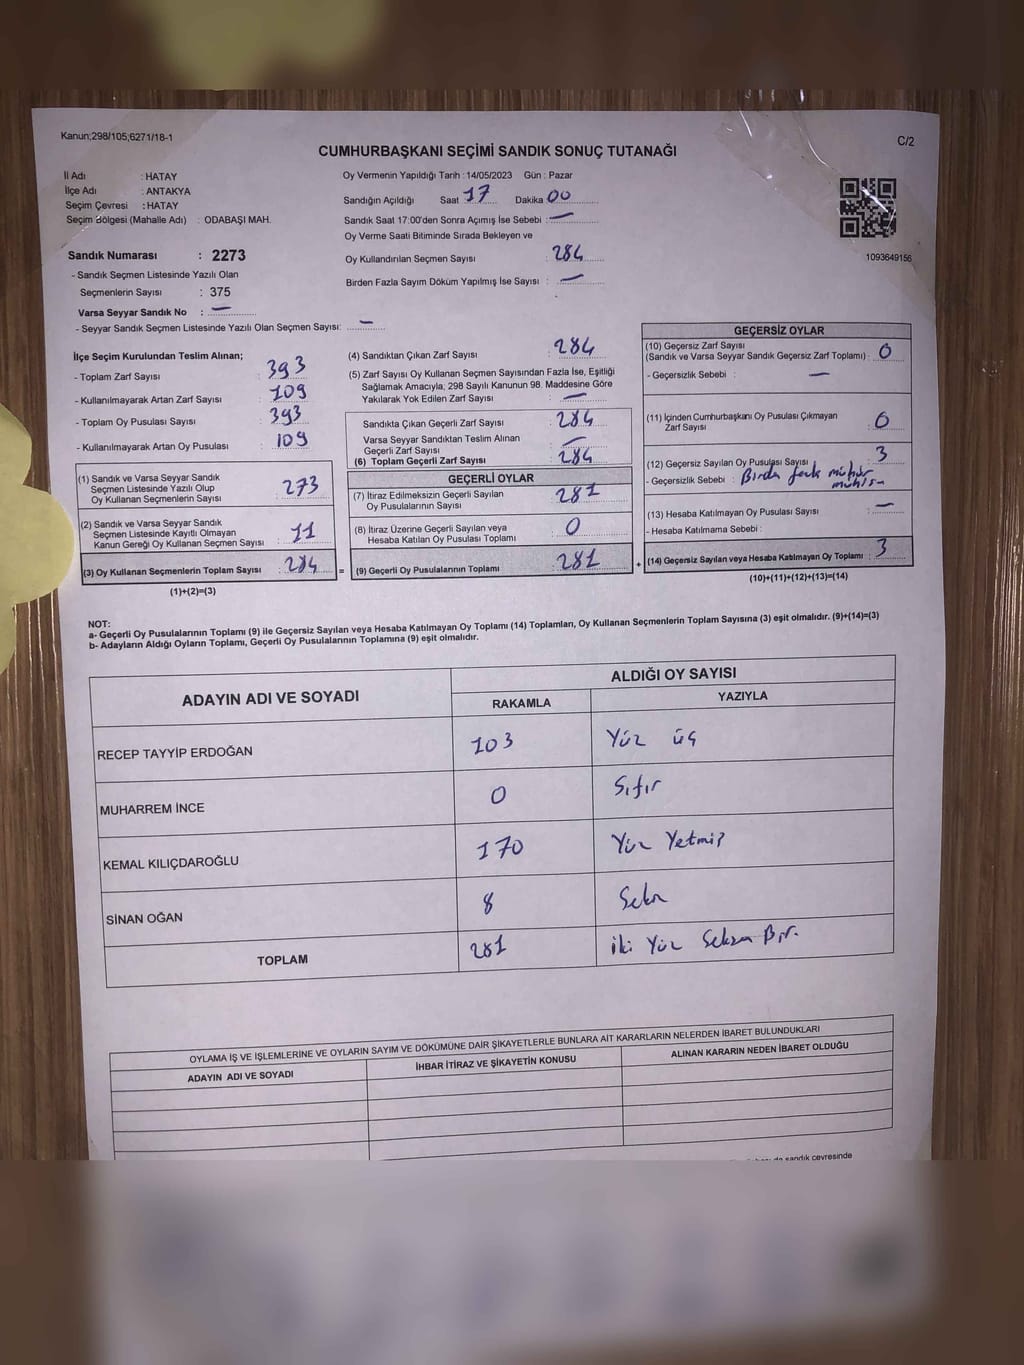 Kanun;298/105;6271/18-1
C/2
CUMHURBAŞKANI SEÇİMİ SANDIK SONUÇ TUTANAĞI
İl Adı : HATAY
İlçe Adı : ANTAKYA
Seçim Çevresi : HATAY
Seçim Bölgesi (Mahalle Adı) : ODABAŞI MAH.
Oy Vermenin Yapıldığı Tarih : 14/05/2023 Gün : Pazar
Sandığın Açıldığı Saat 17 Dakika 00
Sandık Saat 17:00'den Sonra Açımış İse Sebebi : —
Oy Verme Saati Bitiminde Sırada Bekleyen ve
Oy Kullandırılan Seçmen Sayısı : 284
Birden Fazla Sayım Döküm Yapılmış İse Sayısı : —
1093649156
Sandık Numarası : 2273
- Sandık Seçmen Listesinde Yazılı Olan
Seçmenlerin Sayısı : 375
Varsa Seyyar Sandık No : —
- Seyyar Sandık Seçmen Listesinde Yazılı Olan Seçmen Sayısı: —
İlçe Seçim Kurulundan Teslim Alınan;
- Toplam Zarf Sayısı : 393
- Kullanılmayarak Artan Zarf Sayısı : 109
- Toplam Oy Pusulası Sayısı : 393
- Kullanılmayarak Artan Oy Pusulası : 109
(1) Sandık ve Varsa Seyyar Sandık
Seçmen Listesinde Yazılı Olup
Oy Kullanan Seçmenlerin Sayısı : 273
(2) Sandık ve Varsa Seyyar Sandık
Seçmen Listesinde Kayıtlı Olmayan
Kanun Gereği Oy Kullanan Seçmen Sayısı : 11
(3) Oy Kullanan Seçmenlerin Toplam Sayısı : 284 =
(1)+(2)=(3)
(4) Sandıktan Çıkan Zarf Sayısı : 284
(5) Zarf Sayısı Oy Kullanan Seçmen Sayısından Fazla İse, Eşitliği
Sağlamak Amacıyla; 298 Sayılı Kanunun 98. Maddesine Göre
Yakılarak Yok Edilen Zarf Sayısı : —
Sandıkta Çıkan Geçerli Zarf Sayısı : 284
Varsa Seyyar Sandıktan Teslim Alınan
Geçerli Zarf Sayısı : —
(6) Toplam Geçerli Zarf Sayısı : 284
GEÇERLİ OYLAR
(7) İtiraz Edilmeksizin Geçerli Sayılan
Oy Pusulalarının Sayısı : 281
(8) İtiraz Üzerine Geçerli Sayılan veya
Hesaba Katılan Oy Pusulası Toplamı : 0
(9) Geçerli Oy Pusulalarının Toplamı : 281 +
GEÇERSİZ OYLAR
(10) Geçersiz Zarf Sayısı
(Sandık ve Varsa Seyyar Sandık Geçersiz Zarf Toplamı) : 0
- Geçersizlik Sebebi : —
(11) İçinden Cumhurbaşkanı Oy Pusulası Çıkmayan
Zarf Sayısı : 0
(12) Geçersiz Sayılan Oy Pusulası Sayısı : 3
- Geçersizlik Sebebi :
(13) Hesaba Katılmayan Oy Pusulası Sayısı : —
- Hesaba Katılmama Sebebi :
(14) Geçersiz Sayılan veya Hesaba Katılmayan Oy Toplamı : 3
(10)+(11)+(12)+(13)=(14)
NOT:
a- Geçerli Oy Pusulalarının Toplamı (9) ile Geçersiz Sayılan veya Hesaba Katılmayan Oy Toplamı (14) Toplamları, Oy Kullanan Seçmenlerin Toplam Sayısına (3) eşit olmalıdır. (9)+(14)=(3)
b- Adayların Aldığı Oyların Toplamı, Geçerli Oy Pusulalarının Toplamına (9) eşit olmalıdır.
ADAYIN ADI VE SOYADI ALDIĞI OY SAYISI
RAKAMLA YAZIYLA
RECEP TAYYİP ERDOĞAN 103 Yüz üç
MUHARREM İNCE 0 Sıfır
KEMAL KILIÇDAROĞLU 170 Yüz Yetmiş
SİNAN OĞAN 8 Sekiz
TOPLAM 281 İki Yüz Seksen Bir.
OYLAMA İŞ VE İŞLEMLERİNE VE OYLARIN SAYIM VE DÖKÜMÜNE DAİR ŞİKAYETLERLE BUNLARA AİT KARARLARIN NELERDEN İBARET BULUNDUKLARI
ADAYIN ADI VE SOYADI İHBAR İTİRAZ VE ŞİKAYETİN KONUSU ALINAN KARARIN NEDEN İBARET OLDUĞU
sandık çevresinde